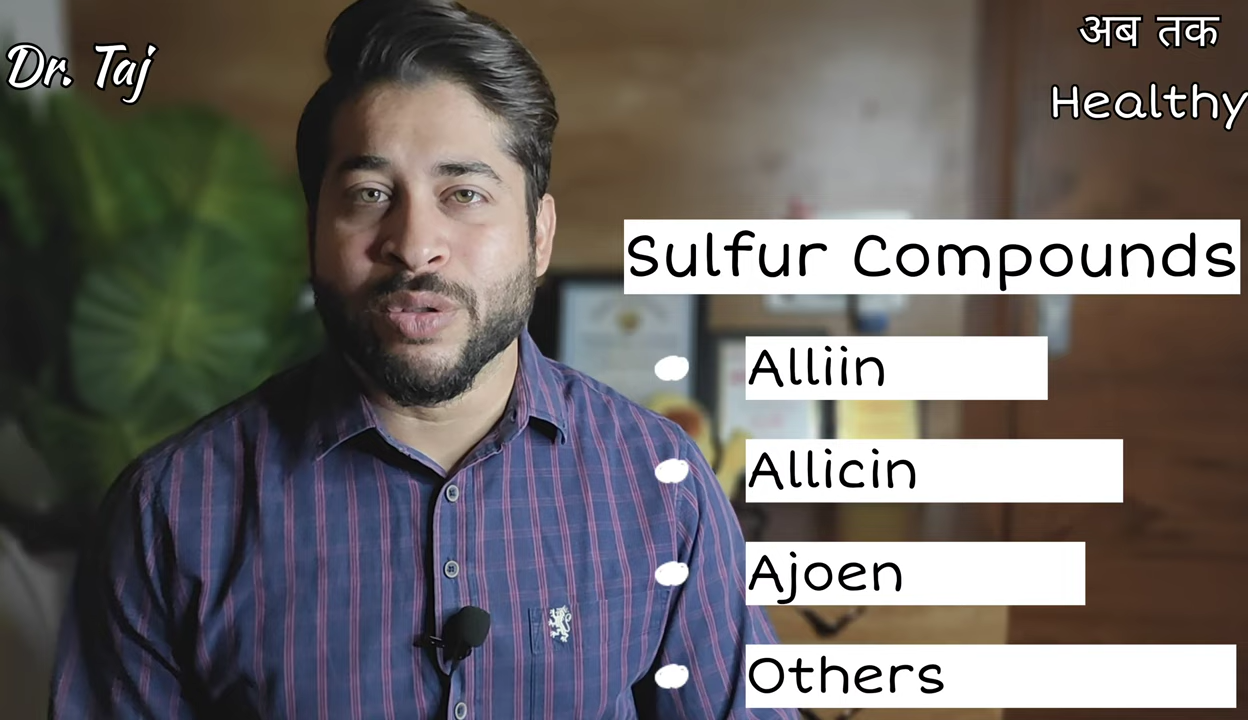 Dr. Taj
अब तक
Healthy
Sulfur Compounds
Alliin
Allicin
Ajoen
Others